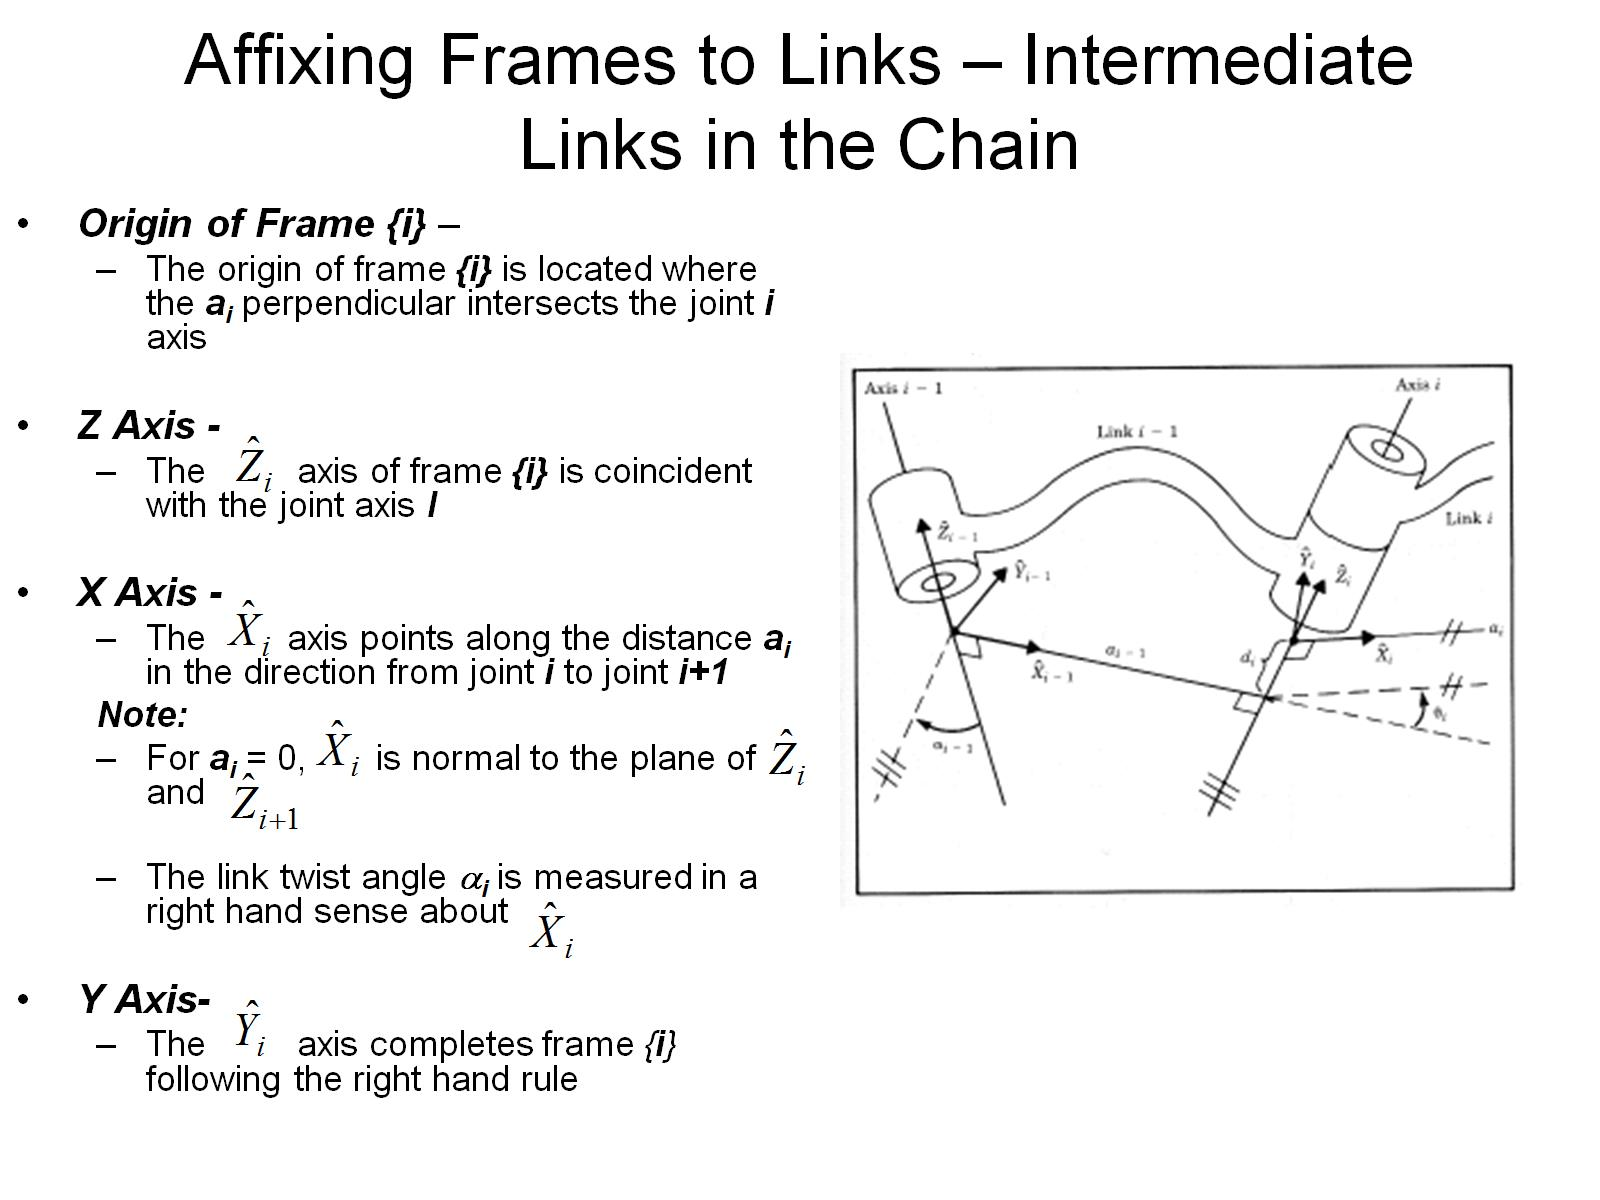 Affixing Frames to Links – Intermediate
Links in the Chain
• Origin of Frame {i} –
– The origin of frame {i} is located where
the aᵢ perpendicular intersects the joint i
axis
• Z Axis -
– The Ẑᵢ axis of frame {i} is coincident
with the joint axis I
• X Axis -
– The X̂ᵢ axis points along the distance aᵢ
in the direction from joint i to joint i+1
Note:
– For aᵢ = 0, X̂ᵢ is normal to the plane of Ẑᵢ
and Ẑᵢ₊₁
– The link twist angle αᵢ is measured in a
right hand sense about X̂ᵢ
• Y Axis-
– The Ŷᵢ axis completes frame {i}
following the right hand rule
Axis i – 1
Axis i
Link i – 1
Link i
Ẑᵢ₋₁
Ŷᵢ₋₁
X̂ᵢ₋₁
aᵢ₋₁
αᵢ₋₁
Ŷᵢ
Ẑᵢ
X̂ᵢ
aᵢ
dᵢ
θᵢ